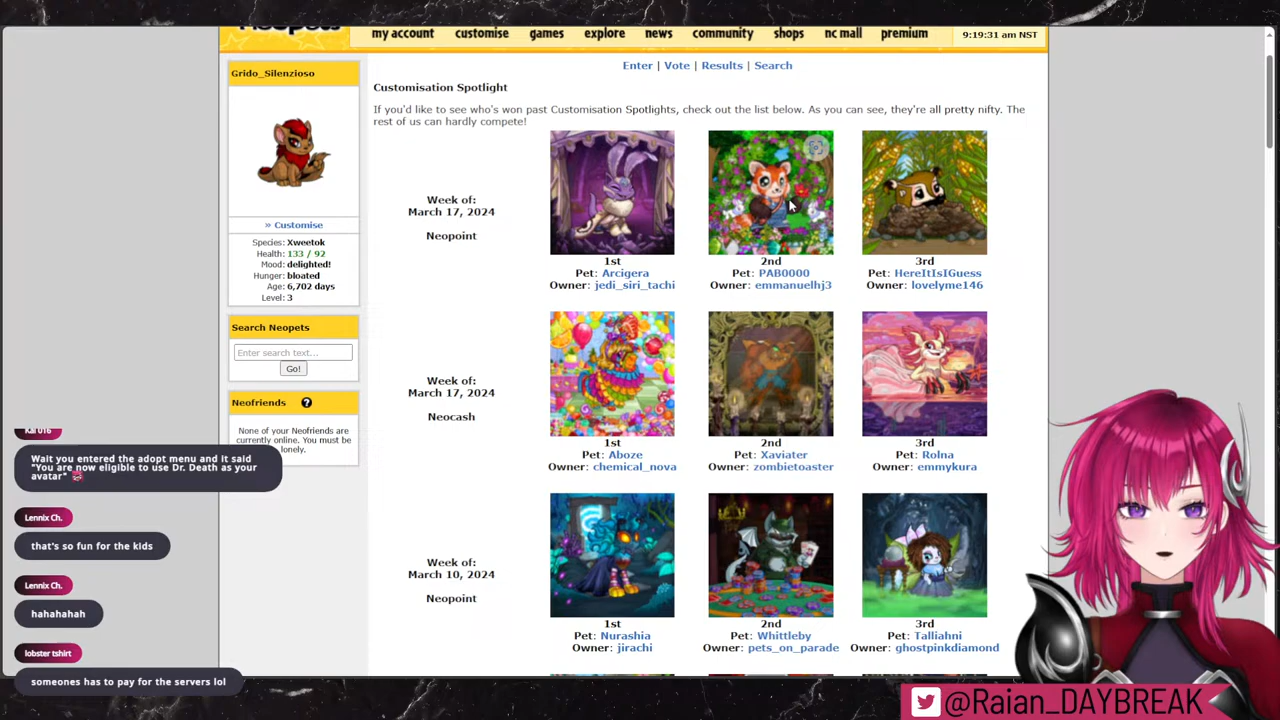 my account customise games explore news community shops nc mall premium
9:19:31 am NST
Grido_Silenzioso
» Customise
Species: Xweetok
Health: 133 / 92
Mood: delighted!
Hunger: bloated
Age: 6,702 days
Level: 3
Search Neopets
Enter search text...
Go!
Neofriends ?
None of your Neofriends are
currently online. You must be
lonely.
Enter | Vote | Results | Search
Customisation Spotlight
If you'd like to see who's won past Customisation Spotlights, check out the list below. As you can see, they're all pretty nifty. The
rest of us can hardly compete!
Week of:
March 17, 2024
Neopoint
1st
Pet: Arcigera
Owner: jedi_siri_tachi
2nd
Pet: PAB0000
Owner: emmanuelhj3
3rd
Pet: HereItIsIGuess
Owner: lovelyme146
Week of:
March 17, 2024
Neocash
1st
Pet: Aboze
Owner: chemical_nova
2nd
Pet: Xaviater
Owner: zombietoaster
3rd
Pet: Rolna
Owner: emmykura
Week of:
March 10, 2024
Neopoint
1st
Pet: Nurashia
Owner: jirachi
2nd
Pet: Whittleby
Owner: pets_on_parade
3rd
Pet: Talliahni
Owner: ghostpinkdiamond
Wait you entered the adopt menu and it said
"You are now eligible to use Dr. Death as your
avatar"
Lennix Ch.
that's so fun for the kids
Lennix Ch.
hahahahah
lobster tshirt
someones has to pay for the servers lol
@Raian_DAYBREAK